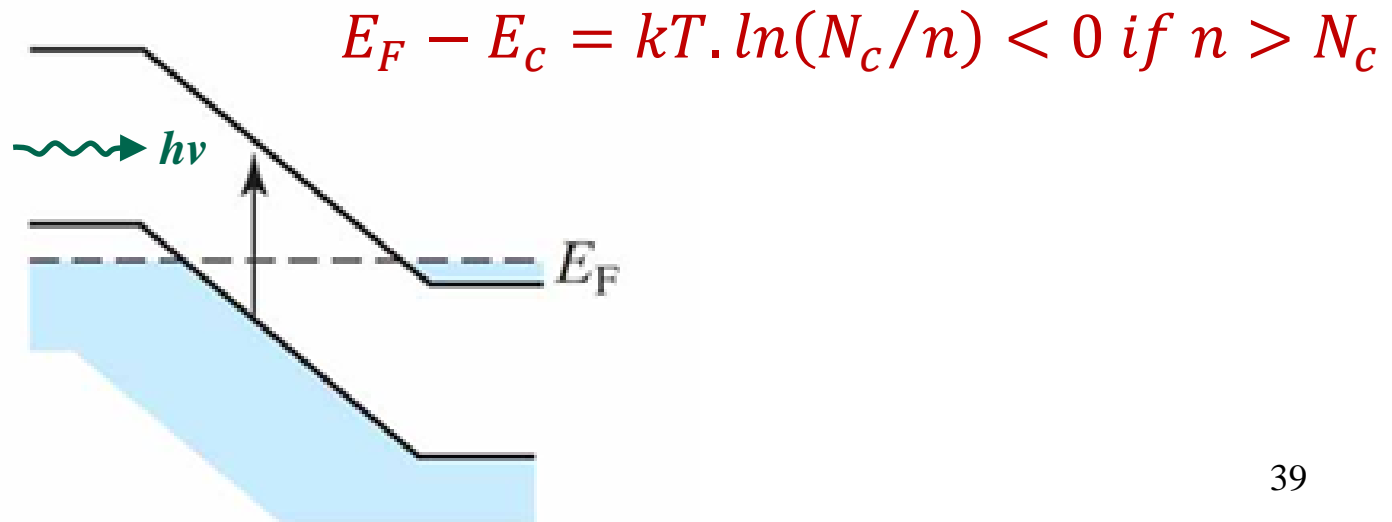 E_F − E_c = kT. ln(N_c/n) < 0 if n > N_c
hν
E_F
39